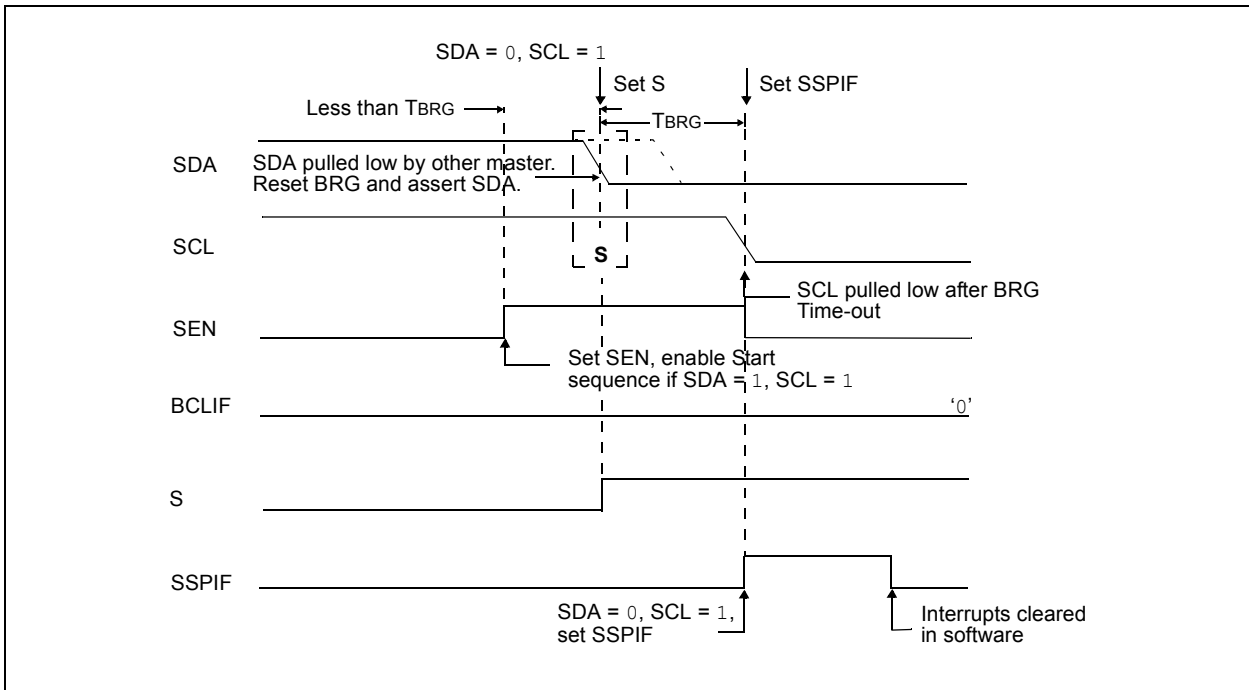 SDA = 0, SCL = 1
Set S
Set SSPIF
Less than TBRG
TBRG
SDA
SDA pulled low by other master.
Reset BRG and assert SDA.
SCL
S
SCL pulled low after BRG
Time-out
SEN
Set SEN, enable Start
sequence if SDA = 1, SCL = 1
BCLIF
‘0’
S
SSPIF
SDA = 0, SCL = 1,
set SSPIF
Interrupts cleared
in software